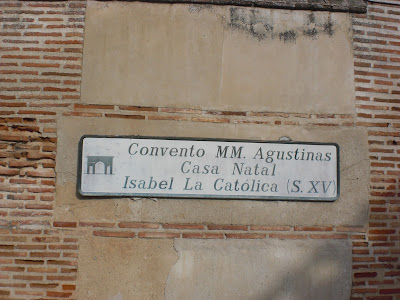 Convento MM. Agustinas
Casa Natal
Isabel La Católica (S. XV)